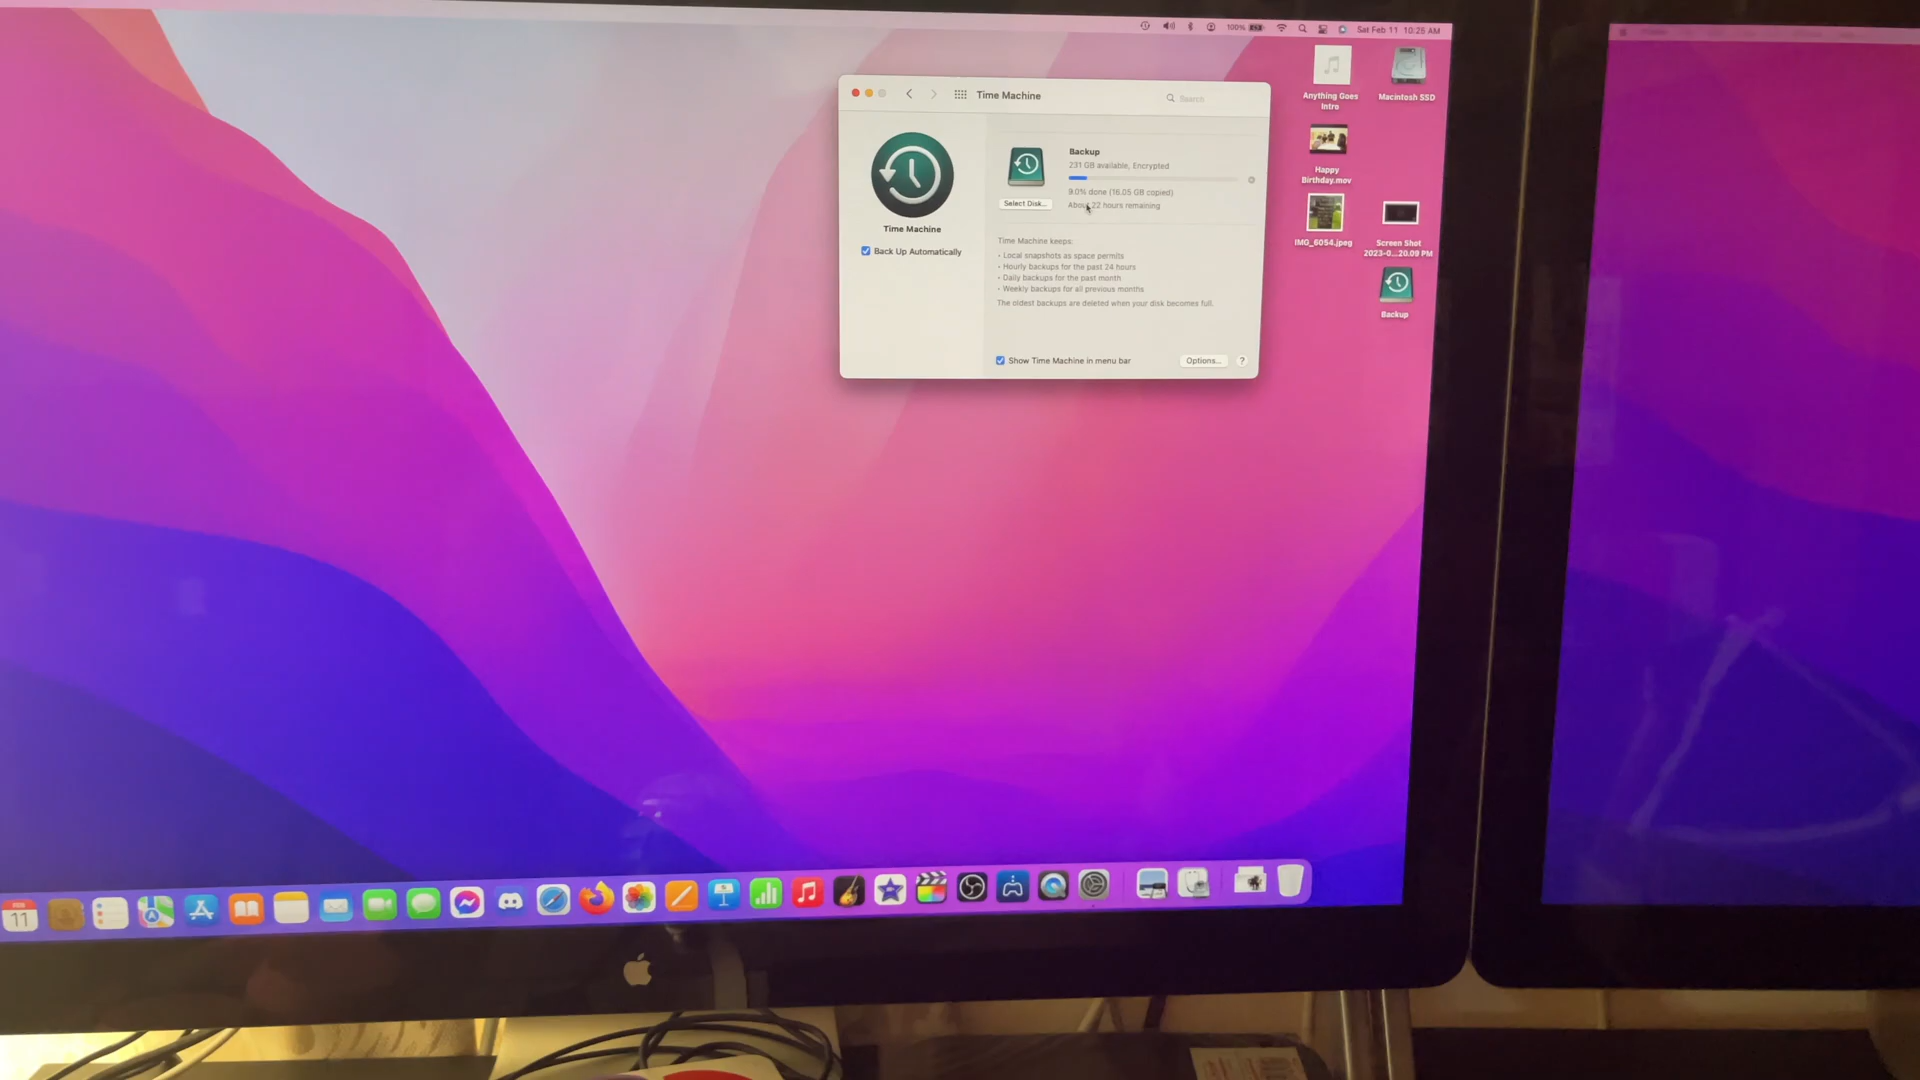 100%
Sat Feb 11 10:25 AM
Time Machine
Search
Anything Goes
Intro
Macintosh SSD
Happy
Birthday.mov
IMG_6054.jpeg
Screen Shot
2023-0...20.09 PM
Backup
Time Machine
Back Up Automatically
Backup
231 GB available, Encrypted
9.0% done (16.05 GB copied)
About 22 hours remaining
Select Disk...
Time Machine keeps:
• Local snapshots as space permits
• Hourly backups for the past 24 hours
• Daily backups for the past month
• Weekly backups for all previous months
The oldest backups are deleted when your disk becomes full.
Show Time Machine in menu bar
Options...
?
11